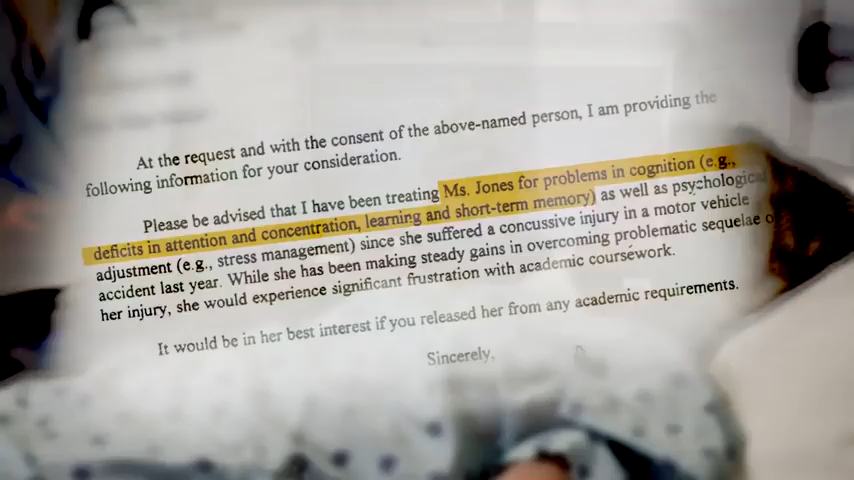 At the request and with the consent of the above-named person, I am providing the
following information for your consideration.
Please be advised that I have been treating Ms. Jones for problems in cognition (e.g.,
deficits in attention and concentration, learning and short-term memory) as well as psychological
adjustment (e.g., stress management) since she suffered a concussive injury in a motor vehicle
accident last year. While she has been making steady gains in overcoming problematic sequelae
her injury, she would experience significant frustration with academic coursework.
It would be in her best interest if you released her from any academic requirements.
Sincerely,